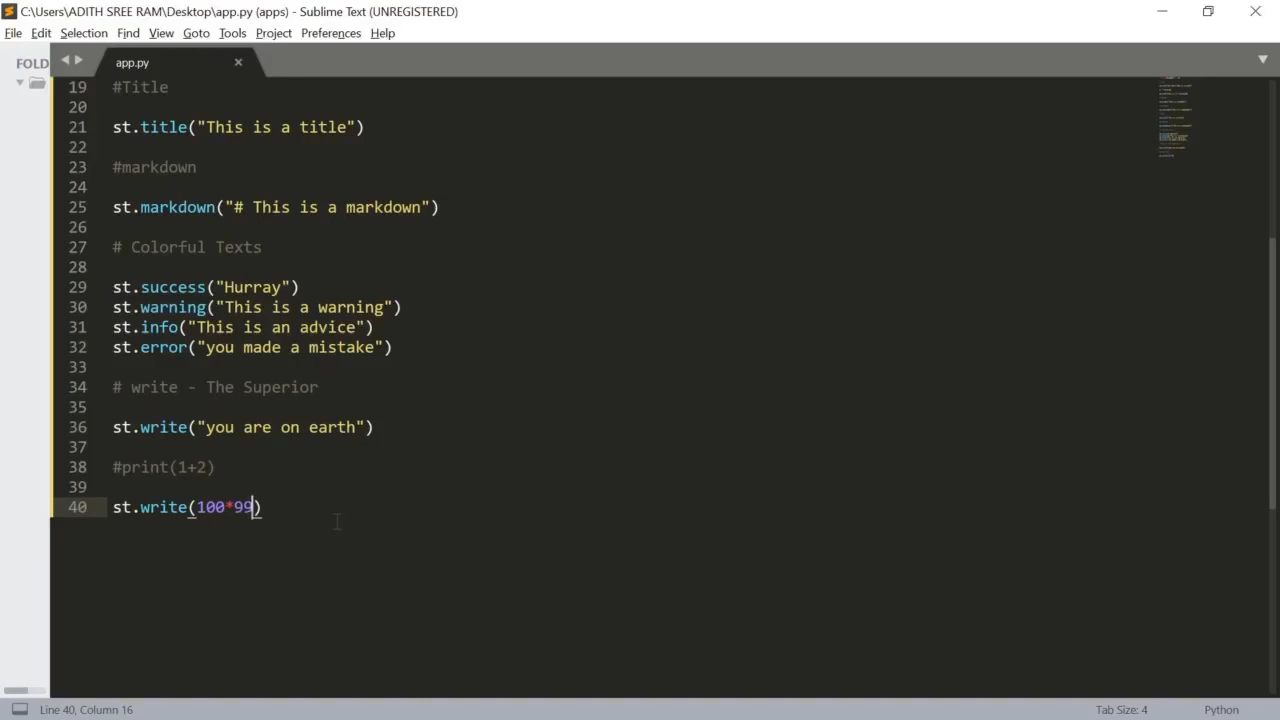 C:\Users\ADITH SREE RAM\Desktop\app.py (apps) - Sublime Text (UNREGISTERED)
File Edit Selection Find View Goto Tools Project Preferences Help
FOLD
app.py
19 #Title
20
21 st.title("This is a title")
22
23 #markdown
24
25 st.markdown("# This is a markdown")
26
27 # Colorful Texts
28
29 st.success("Hurray")
30 st.warning("This is a warning")
31 st.info("This is an advice")
32 st.error("you made a mistake")
33
34 # write - The Superior
35
36 st.write("you are on earth")
37
38 #print(1+2)
39
40 st.write(100*99)
Line 40, Column 16
Tab Size: 4
Python